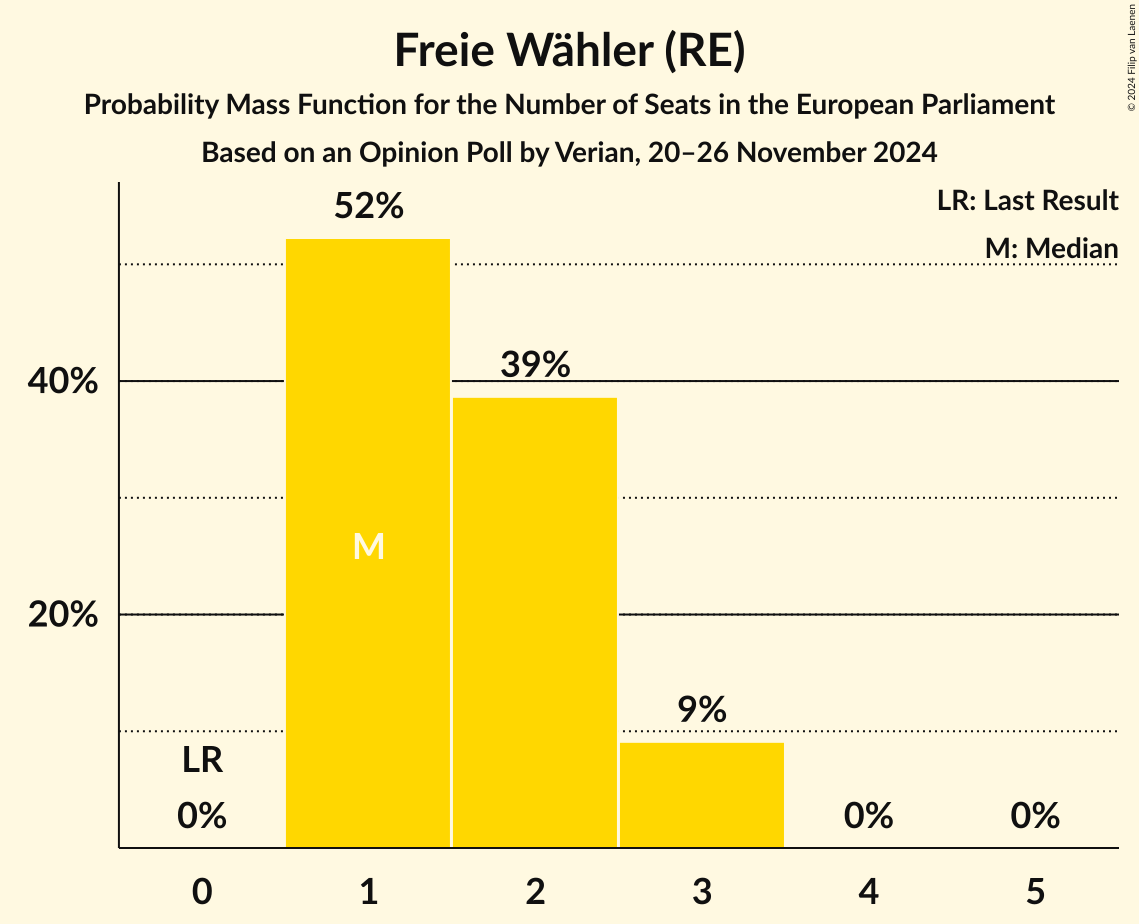 Freie Wähler (RE)
Probability Mass Function for the Number of Seats in the European Parliament
Based on an Opinion Poll by Verian, 20–26 November 2024
© 2024 Filip van Laenen
LR: Last Result
M: Median
52%
39%
40%
M
20%
9%
LR
0%
0%
0%
0
1
2
3
4
5